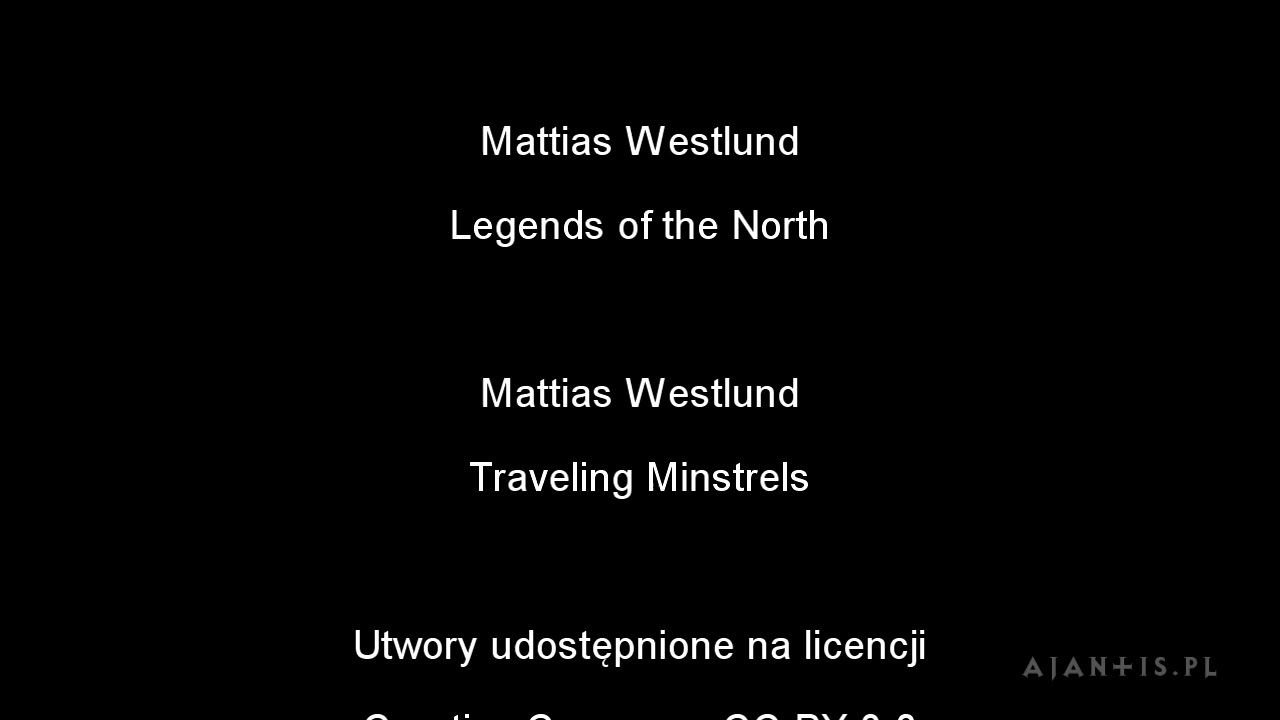 Mattias Westlund
Legends of the North
Mattias Westlund
Traveling Minstrels
Utwory udostępnione na licencji
AJANTIS.PL